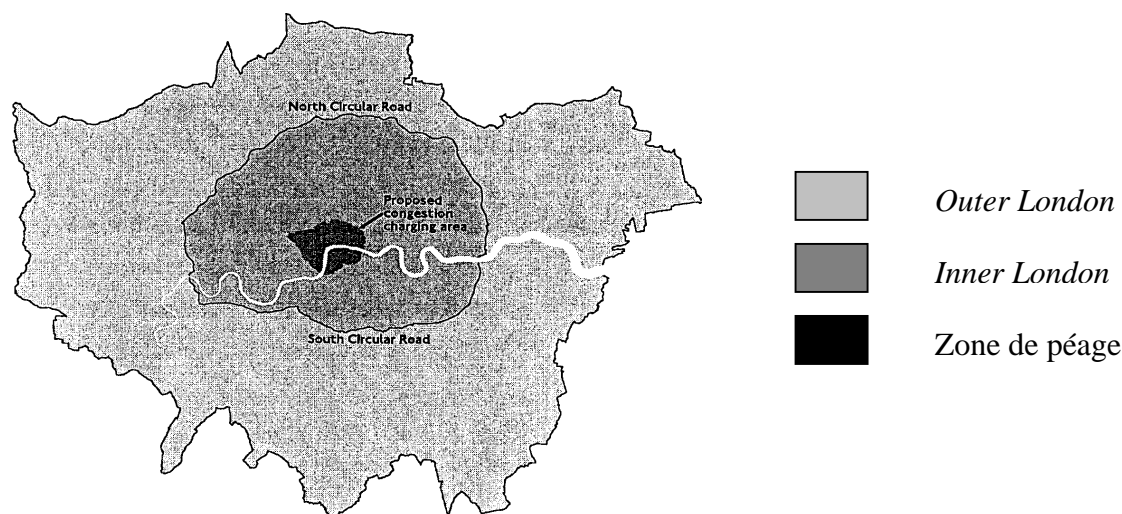 North Circular Road
Proposed
congestion
charging area
South Circular Road
Outer London
Inner London
Zone de péage